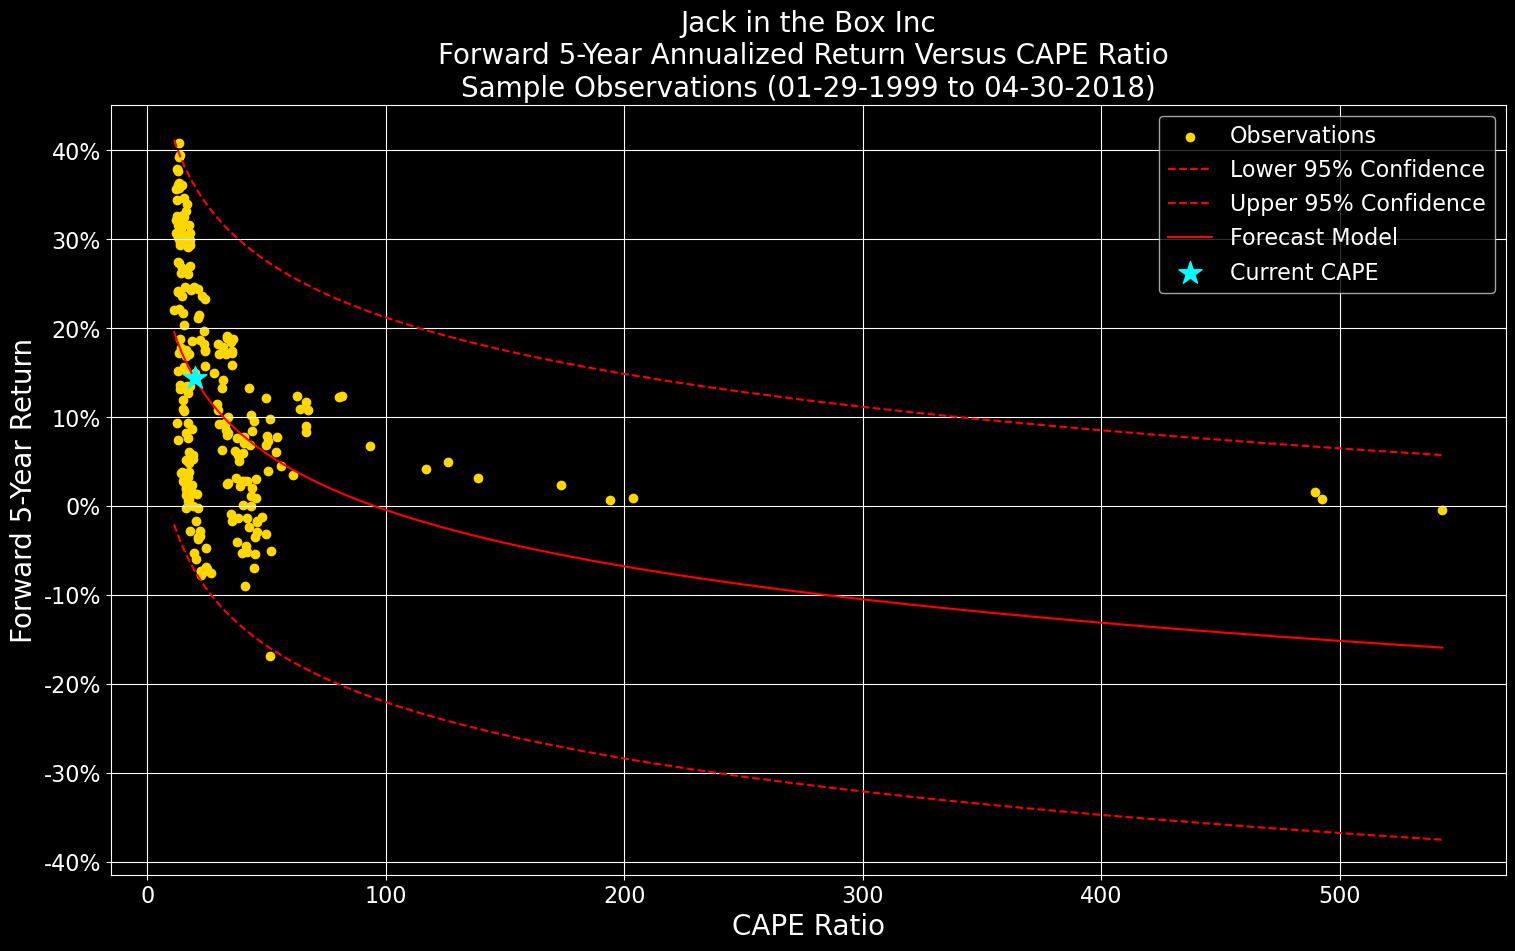 Jack in the Box Inc
Forward 5-Year Annualized Return Versus CAPE Ratio
Sample Observations (01-29-1999 to 04-30-2018)
Observations
Lower 95% Confidence
Upper 95% Confidence
Forecast Model
Current CAPE
Forward 5-Year Return
40%
30%
20%
10%
0%
-10%
-20%
-30%
-40%
0 100 200 300 400 500
CAPE Ratio